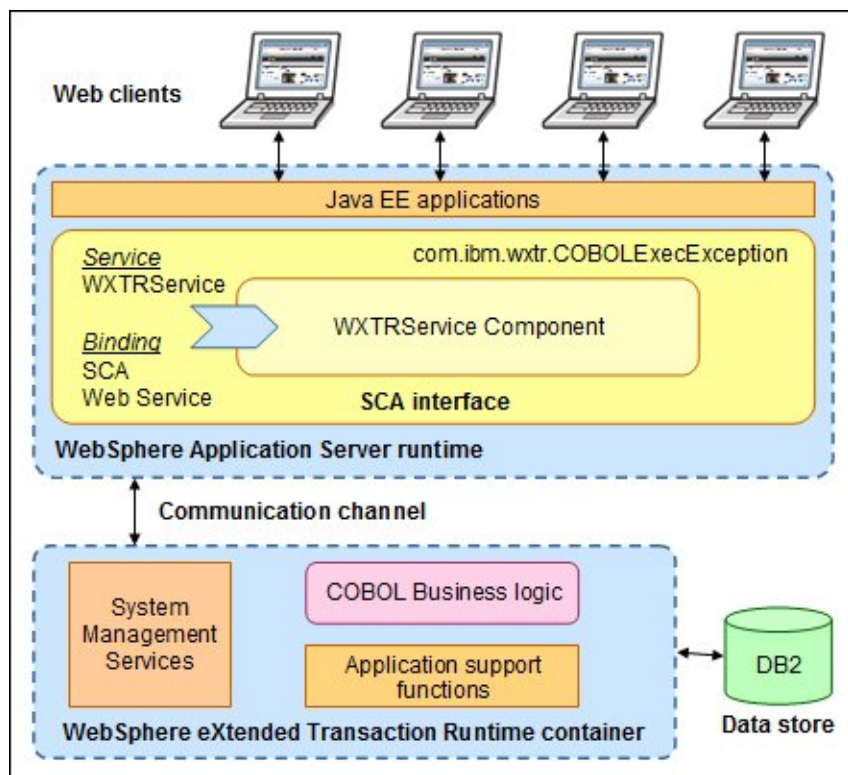 Web clients
Java EE applications
Service
WXTRService
com.ibm.wxtr.COBOLExecException
WXTRService Component
Binding
SCA
Web Service
SCA interface
WebSphere Application Server runtime
Communication channel
System
Management
Services
COBOL Business logic
Application support
functions
WebSphere eXtended Transaction Runtime container
DB2
Data store